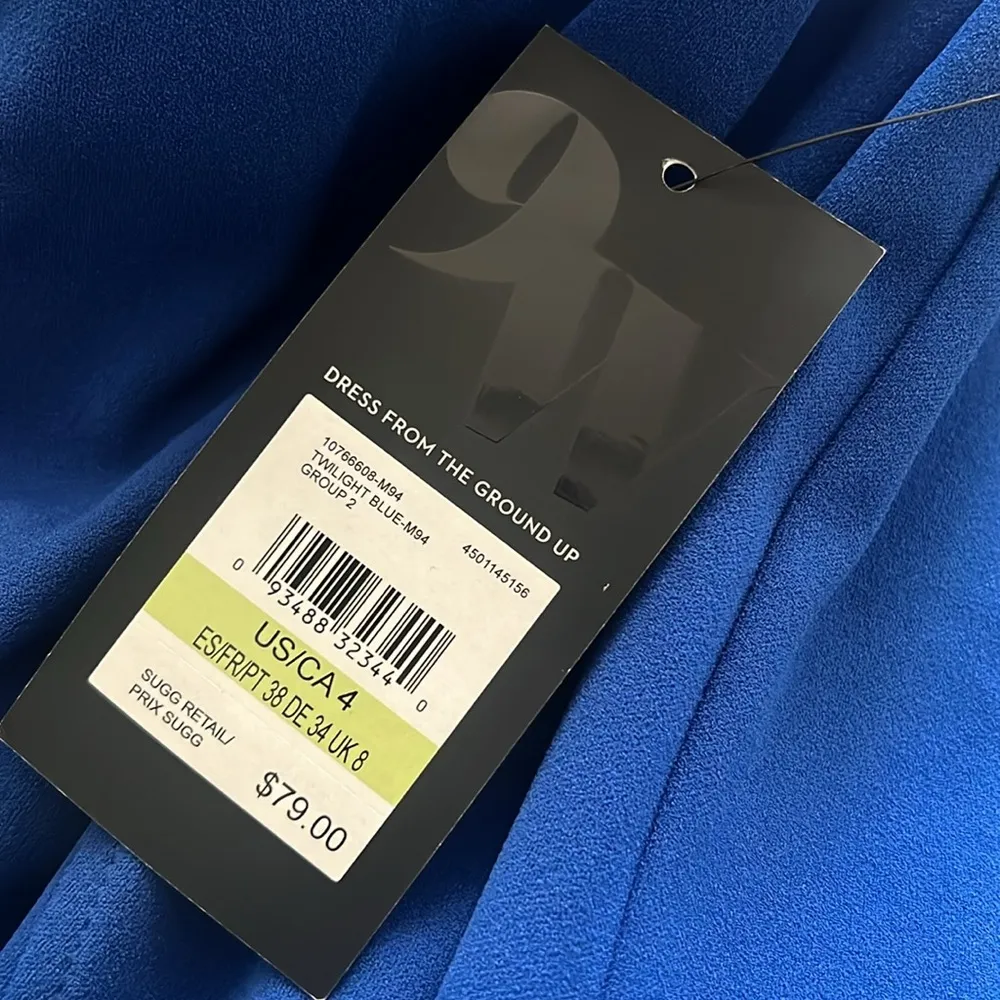 9W
DRESS FROM THE GROUND UP
10766608-M94
TWILIGHT BLUE-M94
GROUP 2
4501145156
0 93488 32344 0
US/CA 4
ES/FR/PT 38 DE 34 UK 8
SUGG RETAIL/
PRIX SUGG
$79.00